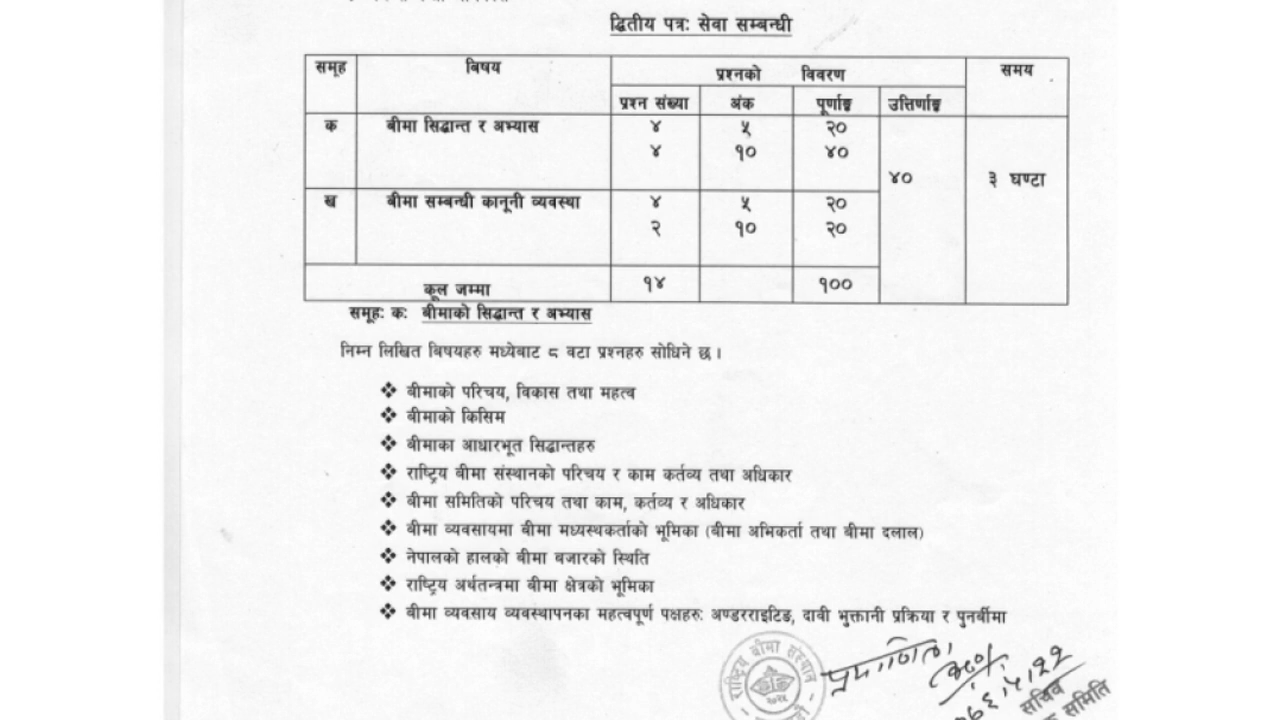 द्वितीय पत्रः सेवा सम्बन्धी
समूह बिषय प्रश्नको विवरण समय
प्रश्न संख्या अंक पूर्णाङ्क उत्तिर्णाङ्क
क बीमा सिद्धान्त र अभ्यास ४ ५ २०
४ १० ४०
४० ३ घण्टा
ख बीमा सम्बन्धी कानूनी व्यवस्था ४ ५ २०
२ १० २०
कूल जम्मा १४ १००
समूहः कः बीमाको सिद्धान्त र अभ्यास
निम्न लिखित बिषयहरु मध्येबाट ८ वटा प्रश्नहरु सोधिने छ ।
❖ बीमाको परिचय, विकास तथा महत्व
❖ बीमाको किसिम
❖ बीमाका आधारभूत सिद्धान्तहरु
❖ राष्ट्रिय बीमा संस्थानको परिचय र काम कर्तव्य तथा अधिकार
❖ बीमा समितिको परिचय तथा काम, कर्तव्य र अधिकार
❖ बीमा व्यवसायमा बीमा मध्यस्थकर्ताको भूमिका (बीमा अभिकर्ता तथा बीमा दलाल)
❖ नेपालको हालको बीमा बजारको स्थिति
❖ राष्ट्रिय अर्थतन्त्रमा बीमा क्षेत्रको भूमिका
❖ बीमा व्यवसाय व्यवस्थापनका महत्वपूर्ण पक्षहरुः अण्डरराइटिङ, दावी भुक्तानी प्रक्रिया र पुनर्बीमा
राष्ट्रिय बीमा संस्थान
प्रमाणित
सचिव
समिति